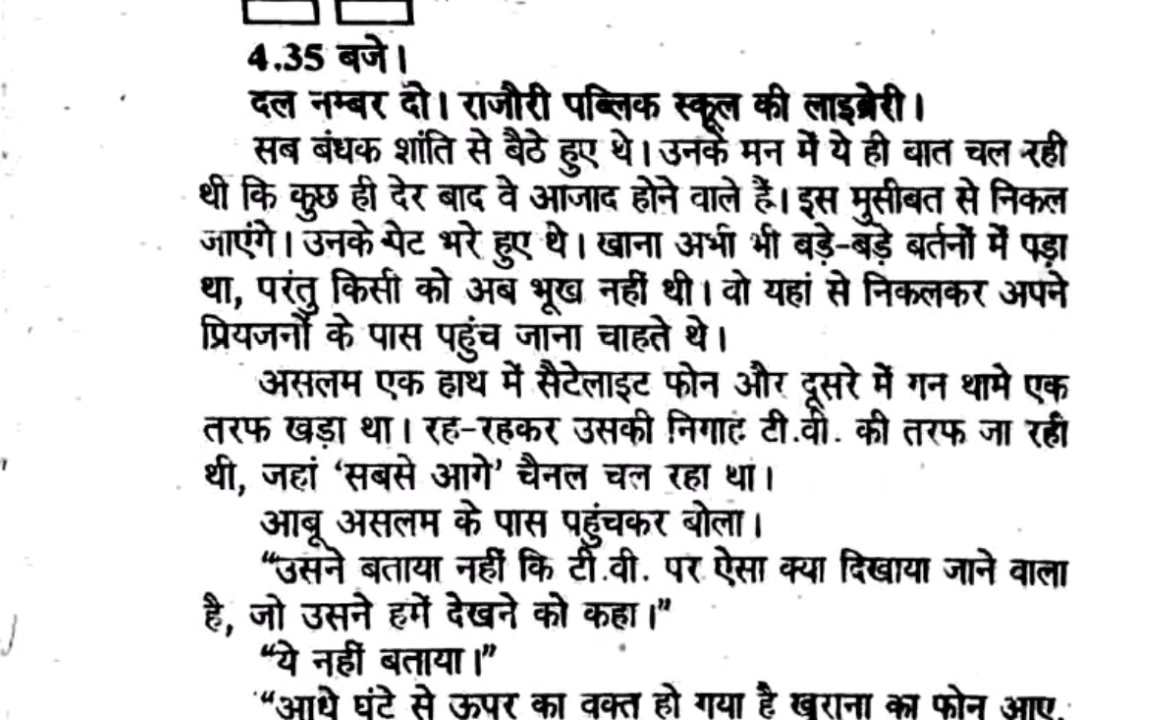 4.35 बजे।
दल नम्बर दो। राजौरी पब्लिक स्कूल की लाइब्रेरी।
सब बंधक शांति से बैठे हुए थे। उनके मन में ये ही बात चल रही
थी कि कुछ ही देर बाद वे आजाद होने वाले हैं। इस मुसीबत से निकल
जाएंगे। उनके पेट भरे हुए थे। खाना अभी भी बड़े-बड़े बर्तनों में पड़ा
था, परंतु किसी को अब भूख नहीं थी। वो यहां से निकलकर अपने
प्रियजनों के पास पहुंच जाना चाहते थे।
असलम एक हाथ में सैटेलाइट फोन और दूसरे में गन थामे एक
तरफ खड़ा था। रह-रहकर उसकी निगाह टी.वी. की तरफ जा रही
थी, जहां ‘सबसे आगे’ चैनल चल रहा था।
आबू असलम के पास पहुंचकर बोला।
“उसने बताया नहीं कि टी.वी. पर ऐसा क्या दिखाया जाने वाला
है, जो उसने हमें देखने को कहा।”
“ये नहीं बताया।”
“आधे घंटे से ऊपर का वक्त हो गया है खुराना का फोन आए.